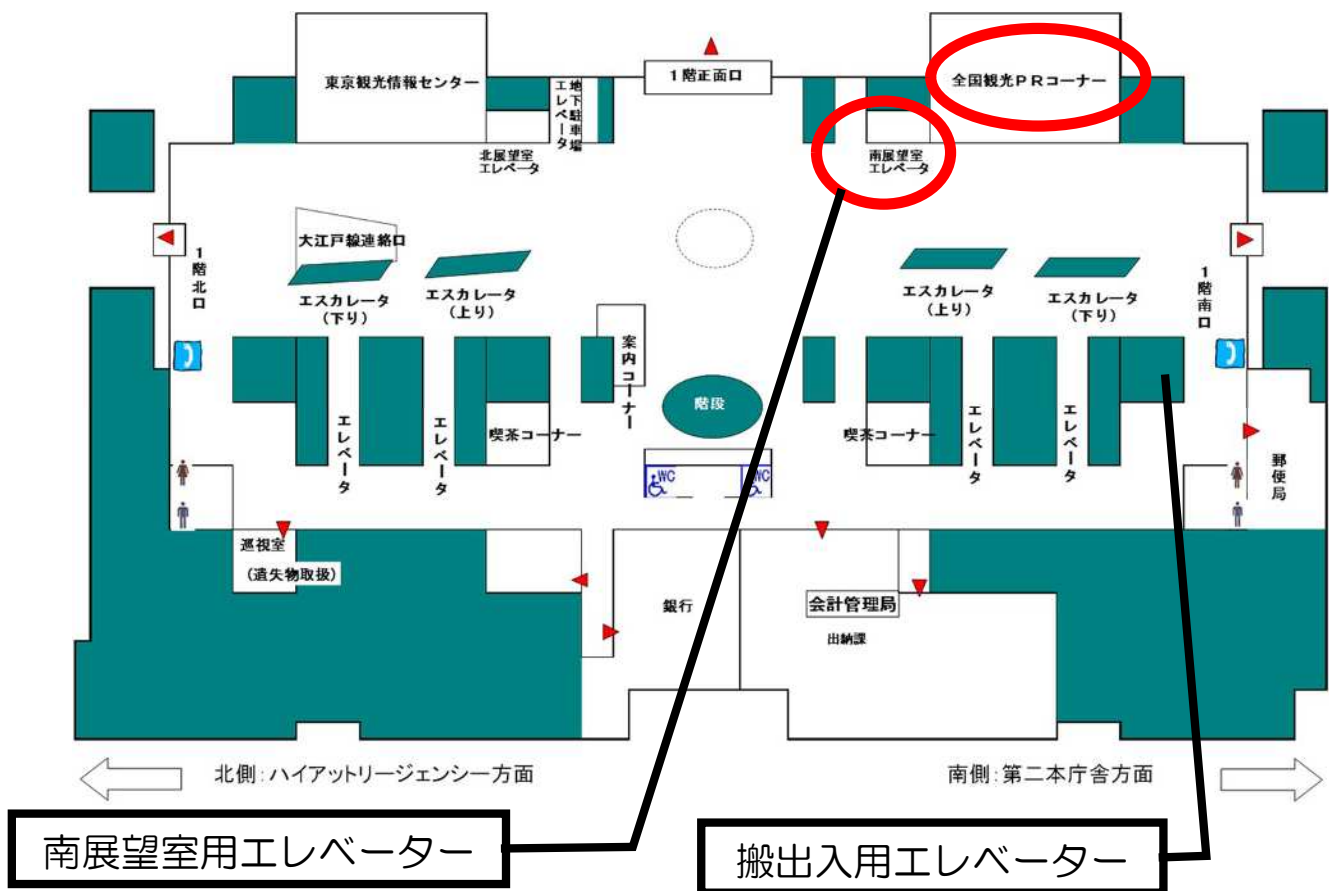 東京観光情報センター
地下駐車場
エレベータ
1階正面口
全国観光PRコーナー
北展望室
エレベータ
南展望室
エレベータ
1階北口
大江戸線連絡口
エスカレータ
(下り)
エスカレータ
(上り)
エスカレータ
(上り)
エスカレータ
(下り)
1階南口
案内コーナー
階段
エレベータ
エレベータ
喫茶コーナー
喫茶コーナー
エレベータ
エレベータ
郵便局
WC
WC
巡視室
(遺失物取扱)
銀行
会計管理局
出納課
北側:ハイアットリージェンシー方面
南側:第二本庁舎方面
南展望室用エレベーター
搬出入用エレベーター